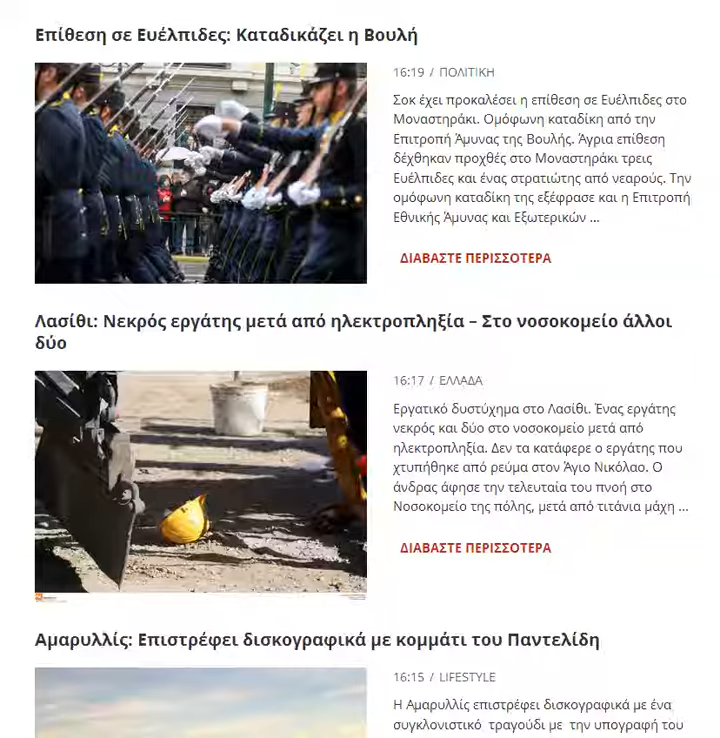 Επίθεση σε Ευέλπιδες: Καταδικάζει η Βουλή
16:19 / ΠΟΛΙΤΙΚΗ
Σοκ έχει προκαλέσει η επίθεση σε Ευέλπιδες στο
Μοναστηράκι. Ομόφωνη καταδίκη από την
Επιτροπή Άμυνας της Βουλής. Άγρια επίθεση
δέχθηκαν προχθές στο Μοναστηράκι τρεις
Ευέλπιδες και ένας στρατιώτης από νεαρούς. Την
ομόφωνη καταδίκη της εξέφρασε και η Επιτροπή
Εθνικής Άμυνας και Εξωτερικών ...
ΔΙΑΒΑΣΤΕ ΠΕΡΙΣΣΟΤΕΡΑ
Λασίθι: Νεκρός εργάτης μετά από ηλεκτροπληξία – Στο νοσοκομείο άλλοι
δύο
16:17 / ΕΛΛΑΔΑ
Εργατικό δυστύχημα στο Λασίθι. Ένας εργάτης
νεκρός και δύο στο νοσοκομείο μετά από
ηλεκτροπληξία. Δεν τα κατάφερε ο εργάτης που
χτυπήθηκε από ρεύμα στον Άγιο Νικόλαο. Ο
άνδρας άφησε την τελευταία του πνοή στο
Νοσοκομείο της πόλης, μετά από τιτάνια μάχη ...
ΔΙΑΒΑΣΤΕ ΠΕΡΙΣΣΟΤΕΡΑ
Αμαρυλλίς: Επιστρέφει δισκογραφικά με κομμάτι του Παντελίδη
16:15 / LIFESTYLE
Η Αμαρυλλίς επιστρέφει δισκογραφικά με ένα
συγκλονιστικό τραγούδι με την υπογραφή του